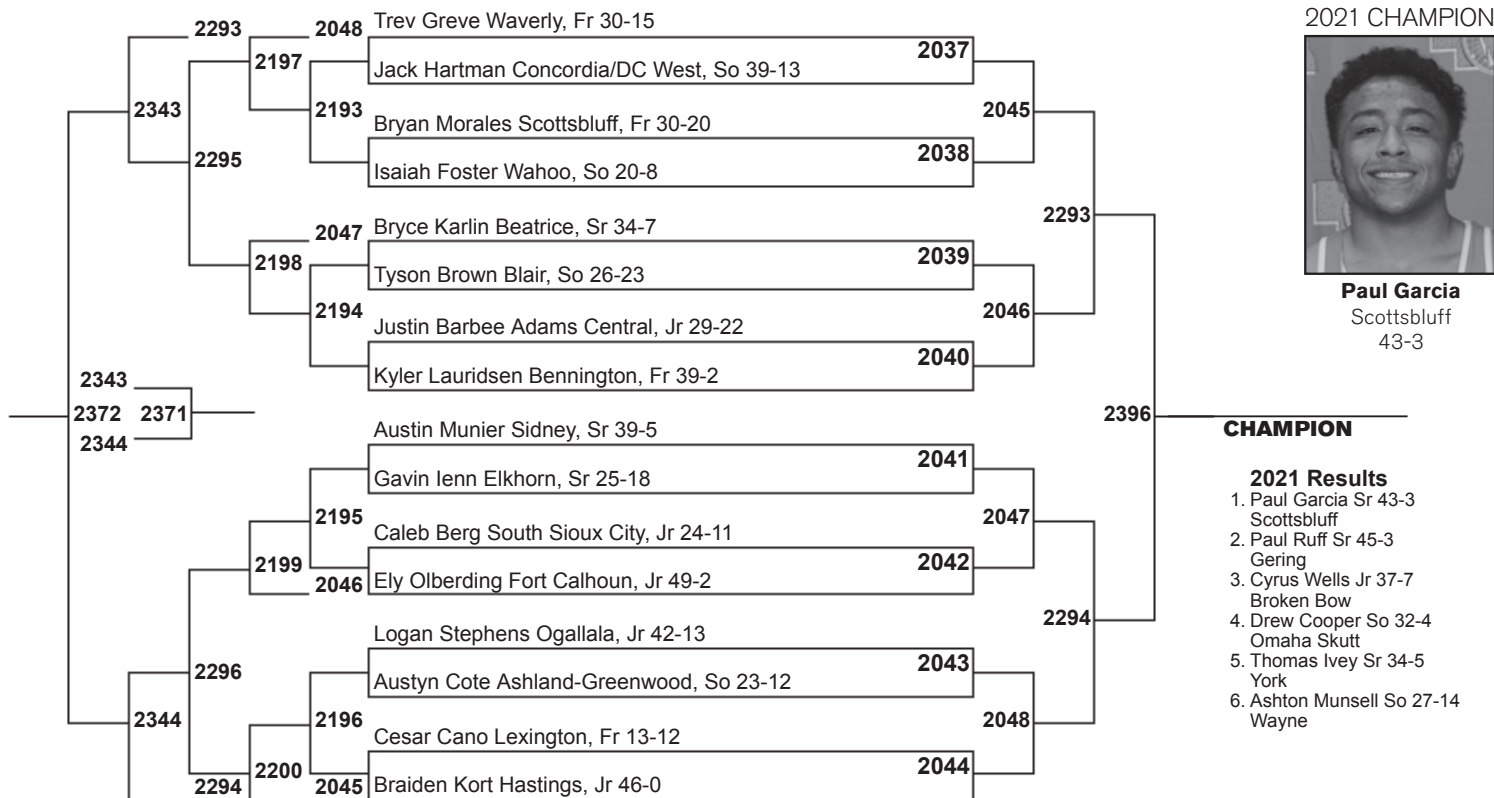 2293
2048
Trev Greve Waverly, Fr 30-15
2037
2197
Jack Hartman Concordia/DC West, So 39-13
2343
2193
Bryan Morales Scottsbluff, Fr 30-20
2045
2295
2038
Isaiah Foster Wahoo, So 20-8
2293
2047
Bryce Karlin Beatrice, Sr 34-7
2198
2039
Tyson Brown Blair, So 26-23
2194
Justin Barbee Adams Central, Jr 29-22
2046
2040
Kyler Lauridsen Bennington, Fr 39-2
2343
2372
2371
2344
2396
CHAMPION
Austin Munier Sidney, Sr 39-5
2041
Gavin Ienn Elkhorn, Sr 25-18
2195
Caleb Berg South Sioux City, Jr 24-11
2047
2199
2042
2046
Ely Olberding Fort Calhoun, Jr 49-2
2294
Logan Stephens Ogallala, Jr 42-13
2296
2043
Austyn Cote Ashland-Greenwood, So 23-12
2344
2196
Cesar Cano Lexington, Fr 13-12
2048
2200
2044
2294
2045
Braiden Kort Hastings, Jr 46-0
2021 CHAMPION
Paul Garcia
Scottsbluff
43-3
2021 Results
1. Paul Garcia Sr 43-3
Scottsbluff
2. Paul Ruff Sr 45-3
Gering
3. Cyrus Wells Jr 37-7
Broken Bow
4. Drew Cooper So 32-4
Omaha Skutt
5. Thomas Ivey Sr 34-5
York
6. Ashton Munsell So 27-14
Wayne